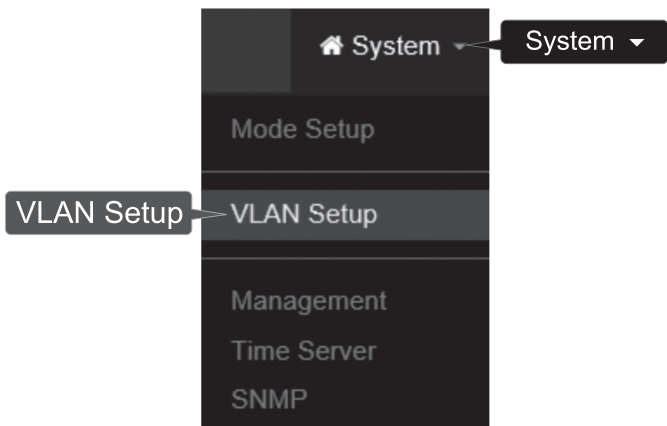 System
System
Mode Setup
VLAN Setup
VLAN Setup
Management
Time Server
SNMP